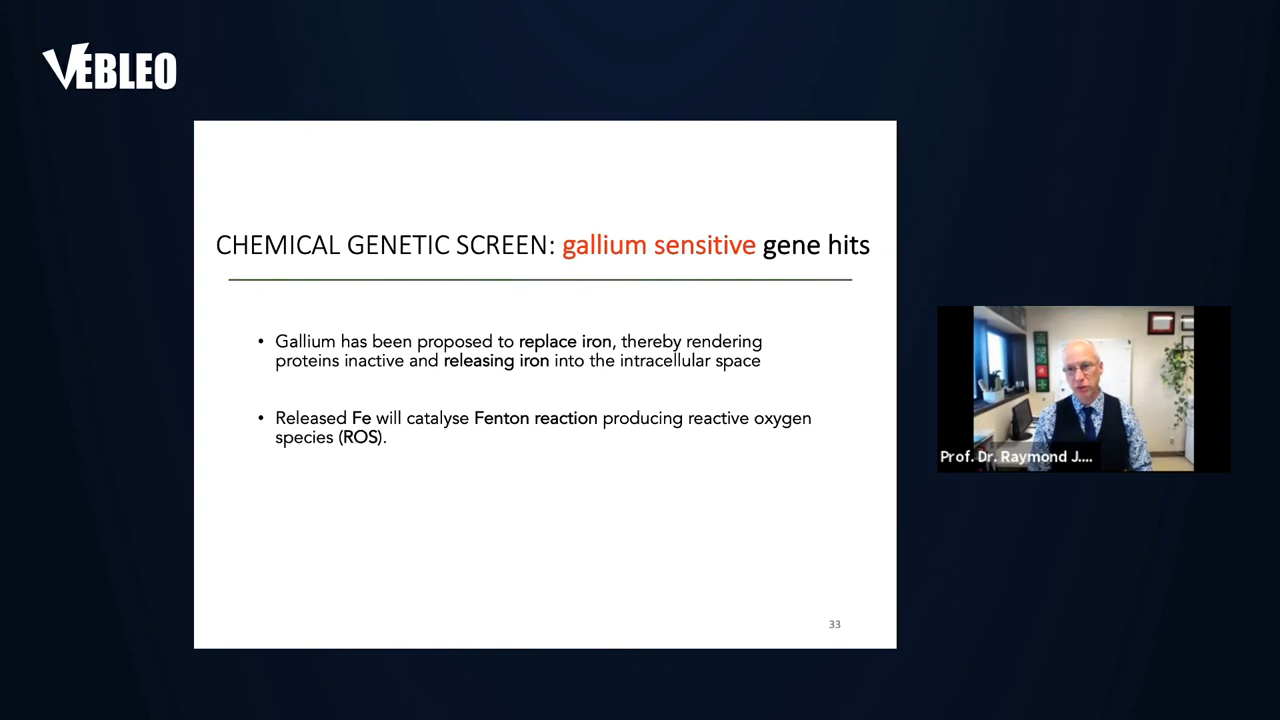 VEBLEO
CHEMICAL GENETIC SCREEN: gallium sensitive gene hits
• Gallium has been proposed to replace iron, thereby rendering
proteins inactive and releasing iron into the intracellular space
• Released Fe will catalyse Fenton reaction producing reactive oxygen
species (ROS).
33
Prof. Dr. Raymond J....